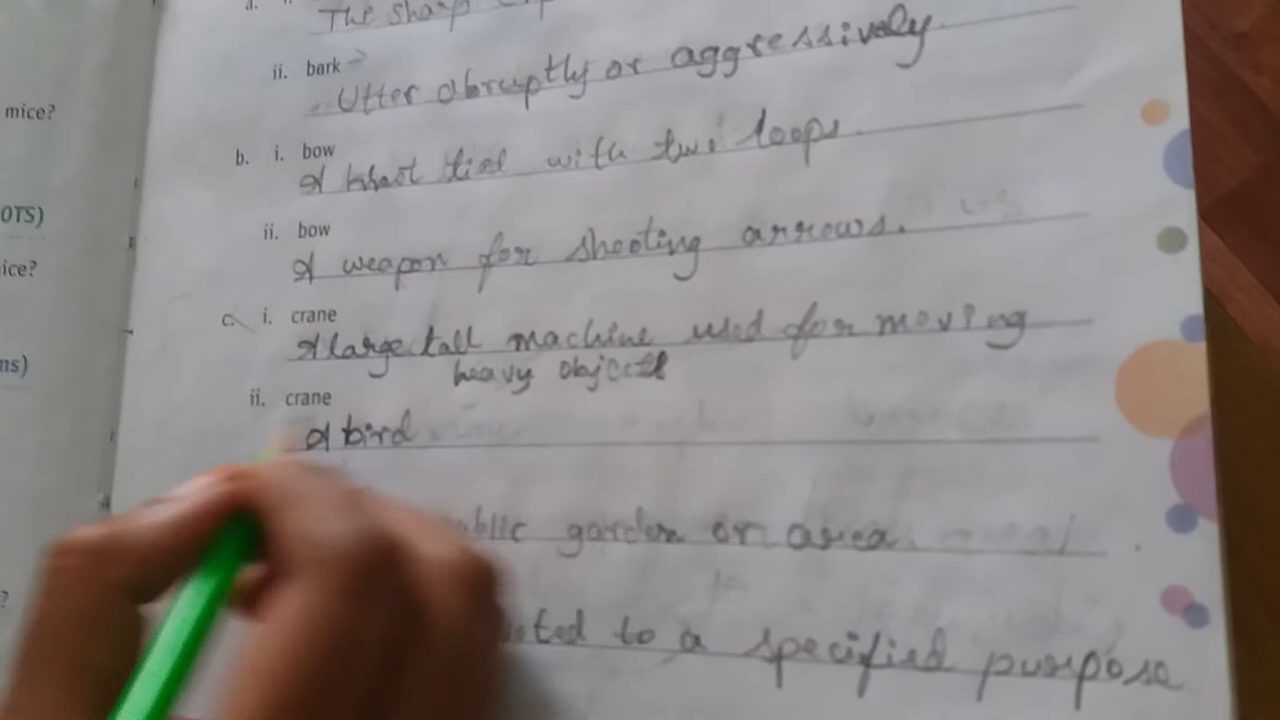 a.
The sharp
mice?
ii. bark
Utter abruptly or aggressively
b. i. bow
A knot tied with two loops.
OTS)
ii. bow
A weapon for shooting arrows.
ice?
c. i. crane
A large tall machine used for moving
heavy objects
ns)
ii. crane
A bird
ublic garden or area
?
oted to a specified purpose